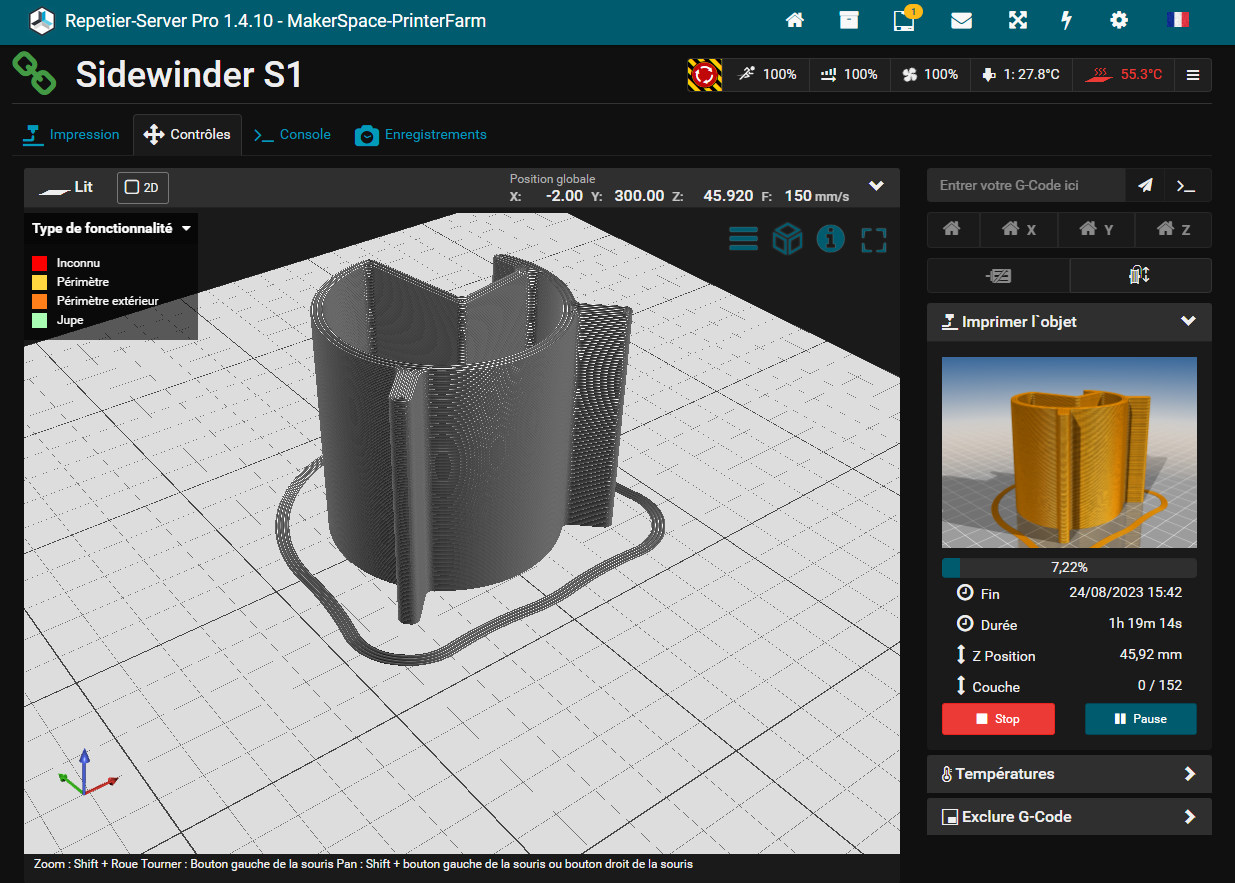 Repetier-Server Pro 1.4.10 - MakerSpace-PrinterFarm
1
Sidewinder S1
100%
100%
100%
1: 27.8°C
55.3°C
Impression
Contrôles
Console
Enregistrements
Lit
2D
Position globale
X: -2.00 Y: 300.00 Z: 45.920 F: 150 mm/s
Type de fonctionnalité
Inconnu
Périmètre
Périmètre extérieur
Jupe
Zoom : Shift + Roue Tourner : Bouton gauche de la souris Pan : Shift + bouton gauche de la souris ou bouton droit de la souris
Entrer votre G-Code ici
X
Y
Z
Imprimer l`objet
7,22%
Fin 24/08/2023 15:42
Durée 1h 19m 14s
Z Position 45,92 mm
Couche 0 / 152
Stop
Pause
Températures
Exclure G-Code